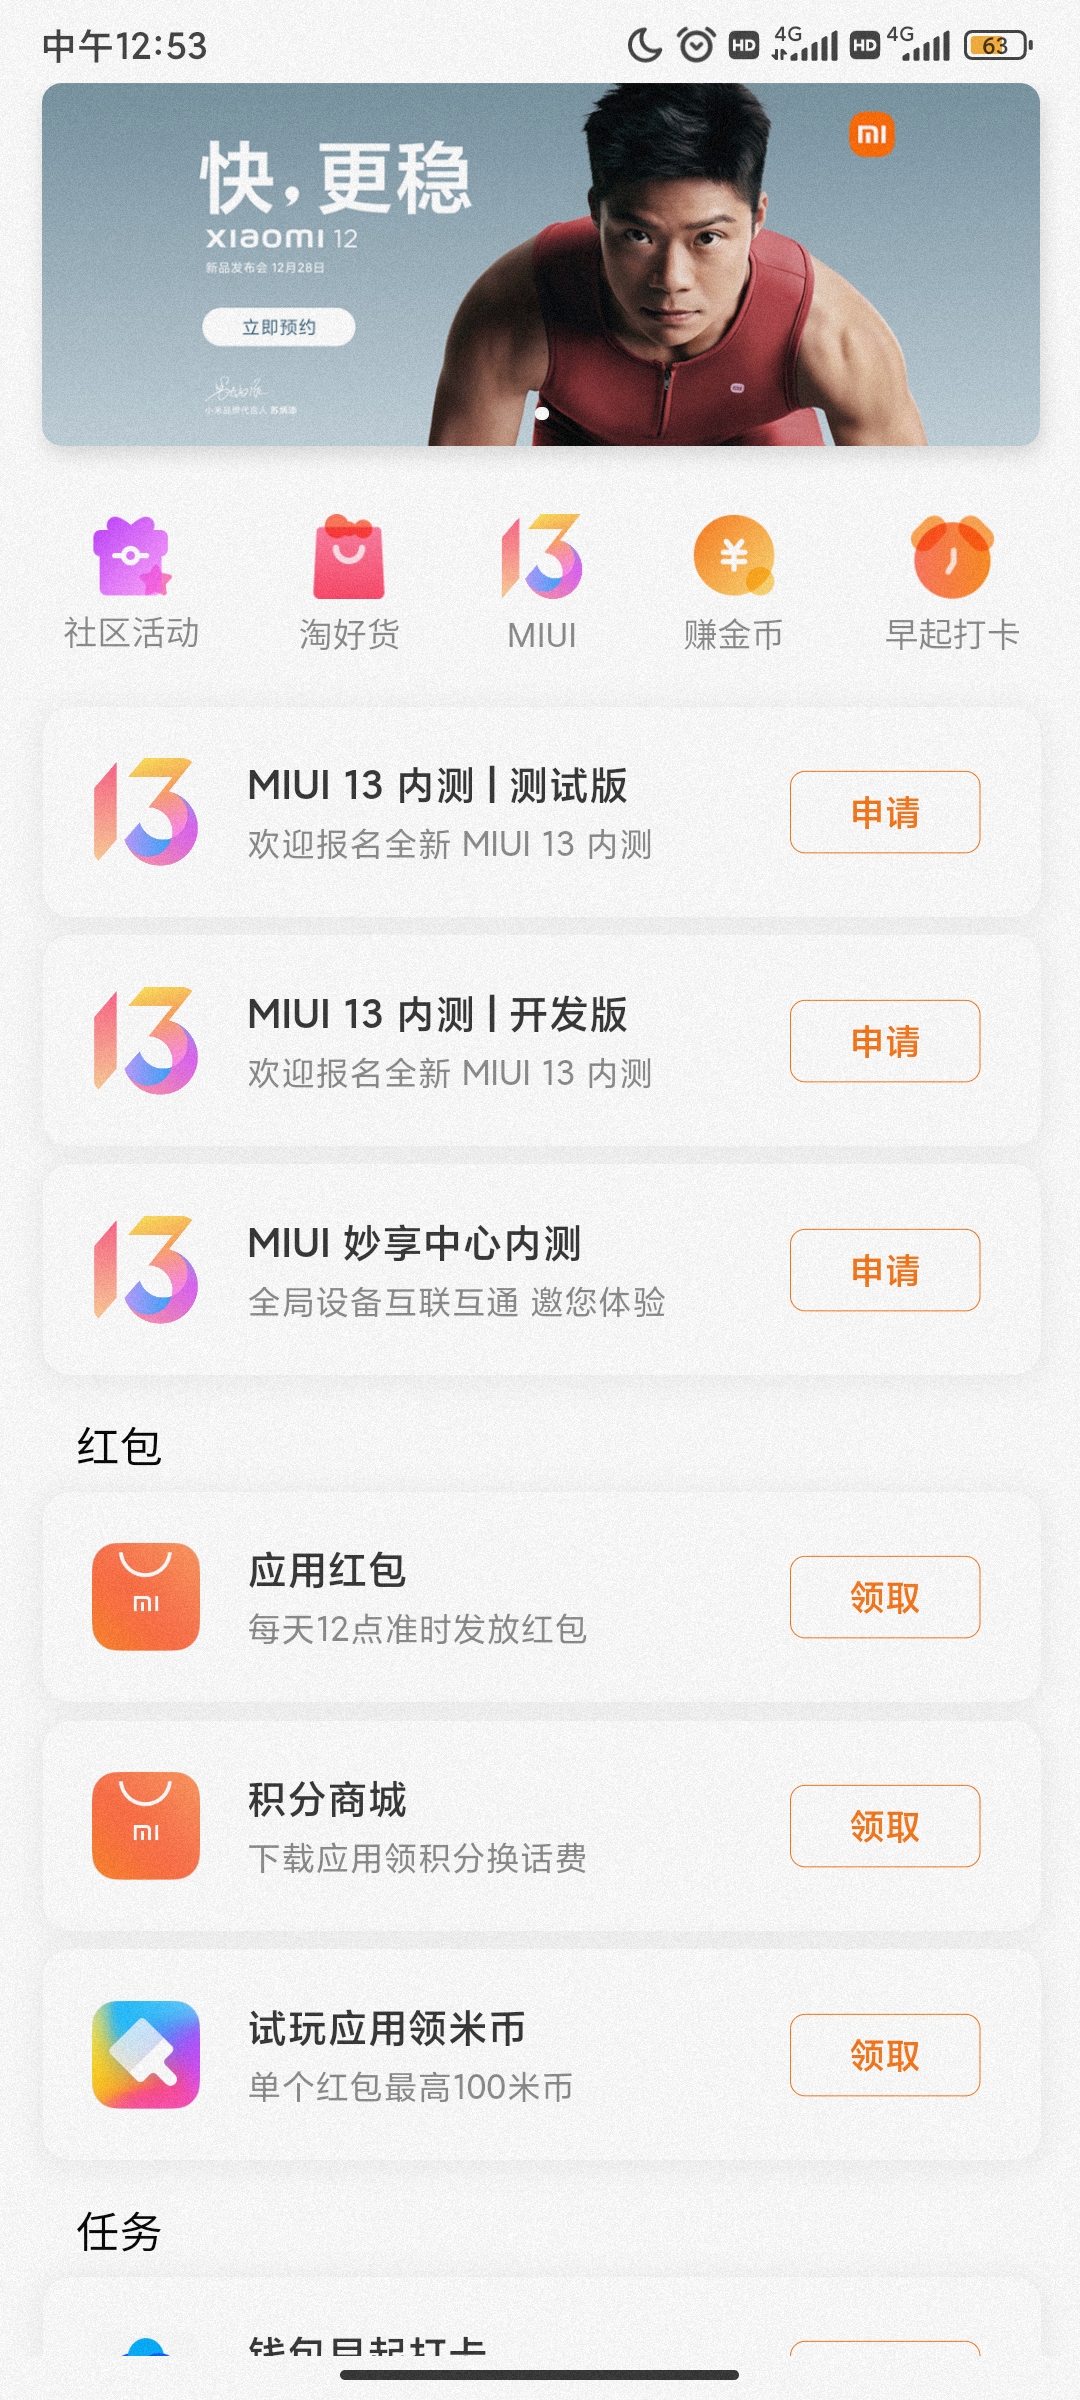 中午12:53
HD 4G HD 4G 63
快，更稳
xiaomi 12
新品发布会 12月28日
立即预约
小米品牌代言人 苏炳添
社区活动 淘好货 MIUI 赚金币 早起打卡
MIUI 13 内测 | 测试版
欢迎报名全新 MIUI 13 内测
申请
MIUI 13 内测 | 开发版
欢迎报名全新 MIUI 13 内测
申请
MIUI 妙享中心内测
全局设备互联互通 邀您体验
申请
红包
应用红包
每天12点准时发放红包
领取
积分商城
下载应用领积分换话费
领取
试玩应用领米币
单个红包最高100米币
领取
任务
钱包早起打卡